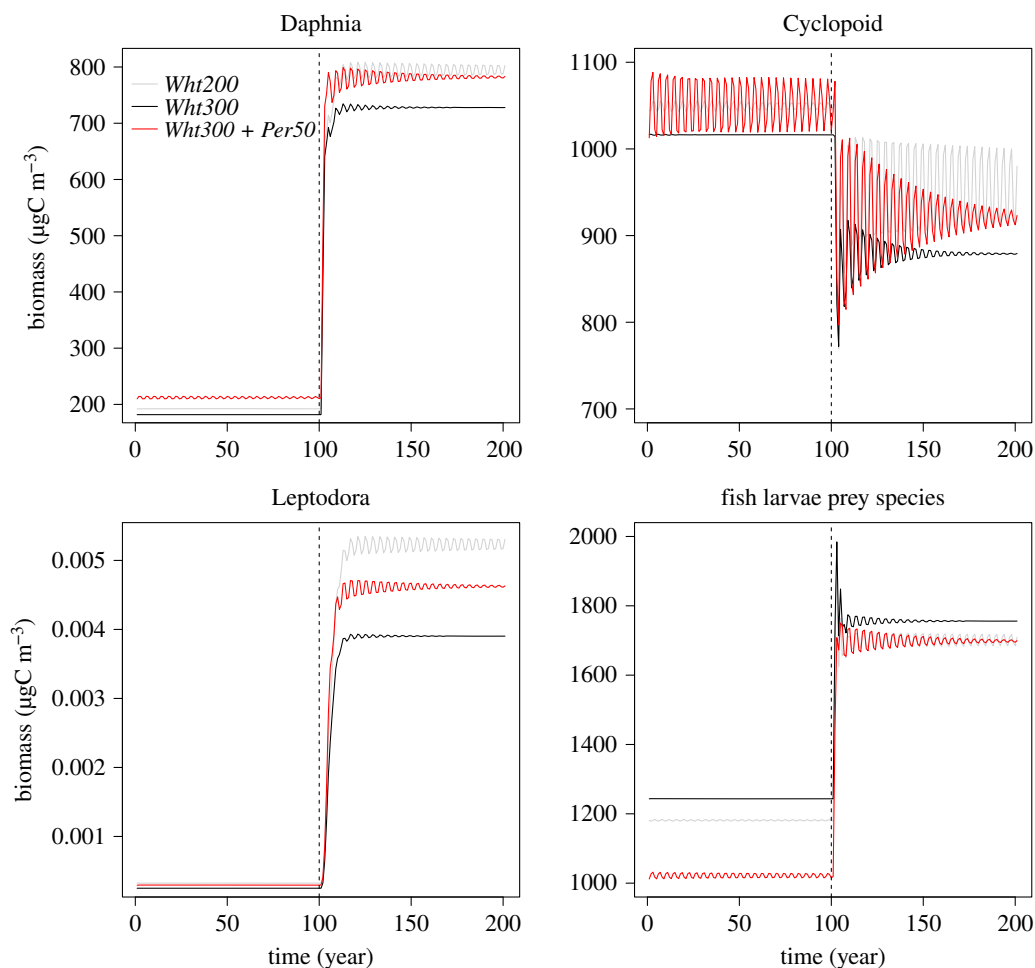 Daphnia
800
700
600
500
400
300
200
biomass (µgC m−3)
Wht200
Wht300
Wht300 + Per50
0 50 100 150 200
Cyclopoid
1100
1000
900
800
700
0 50 100 150 200
Leptodora
0.005
0.004
0.003
0.002
0.001
biomass (µgC m−3)
0 50 100 150 200
time (year)
fish larvae prey species
2000
1800
1600
1400
1200
1000
0 50 100 150 200
time (year)